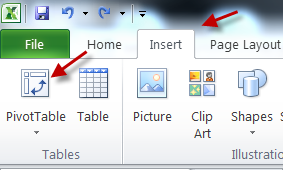 File Home Insert Page Layout
PivotTable Table Picture Clip Art Shapes
Tables Illustratio